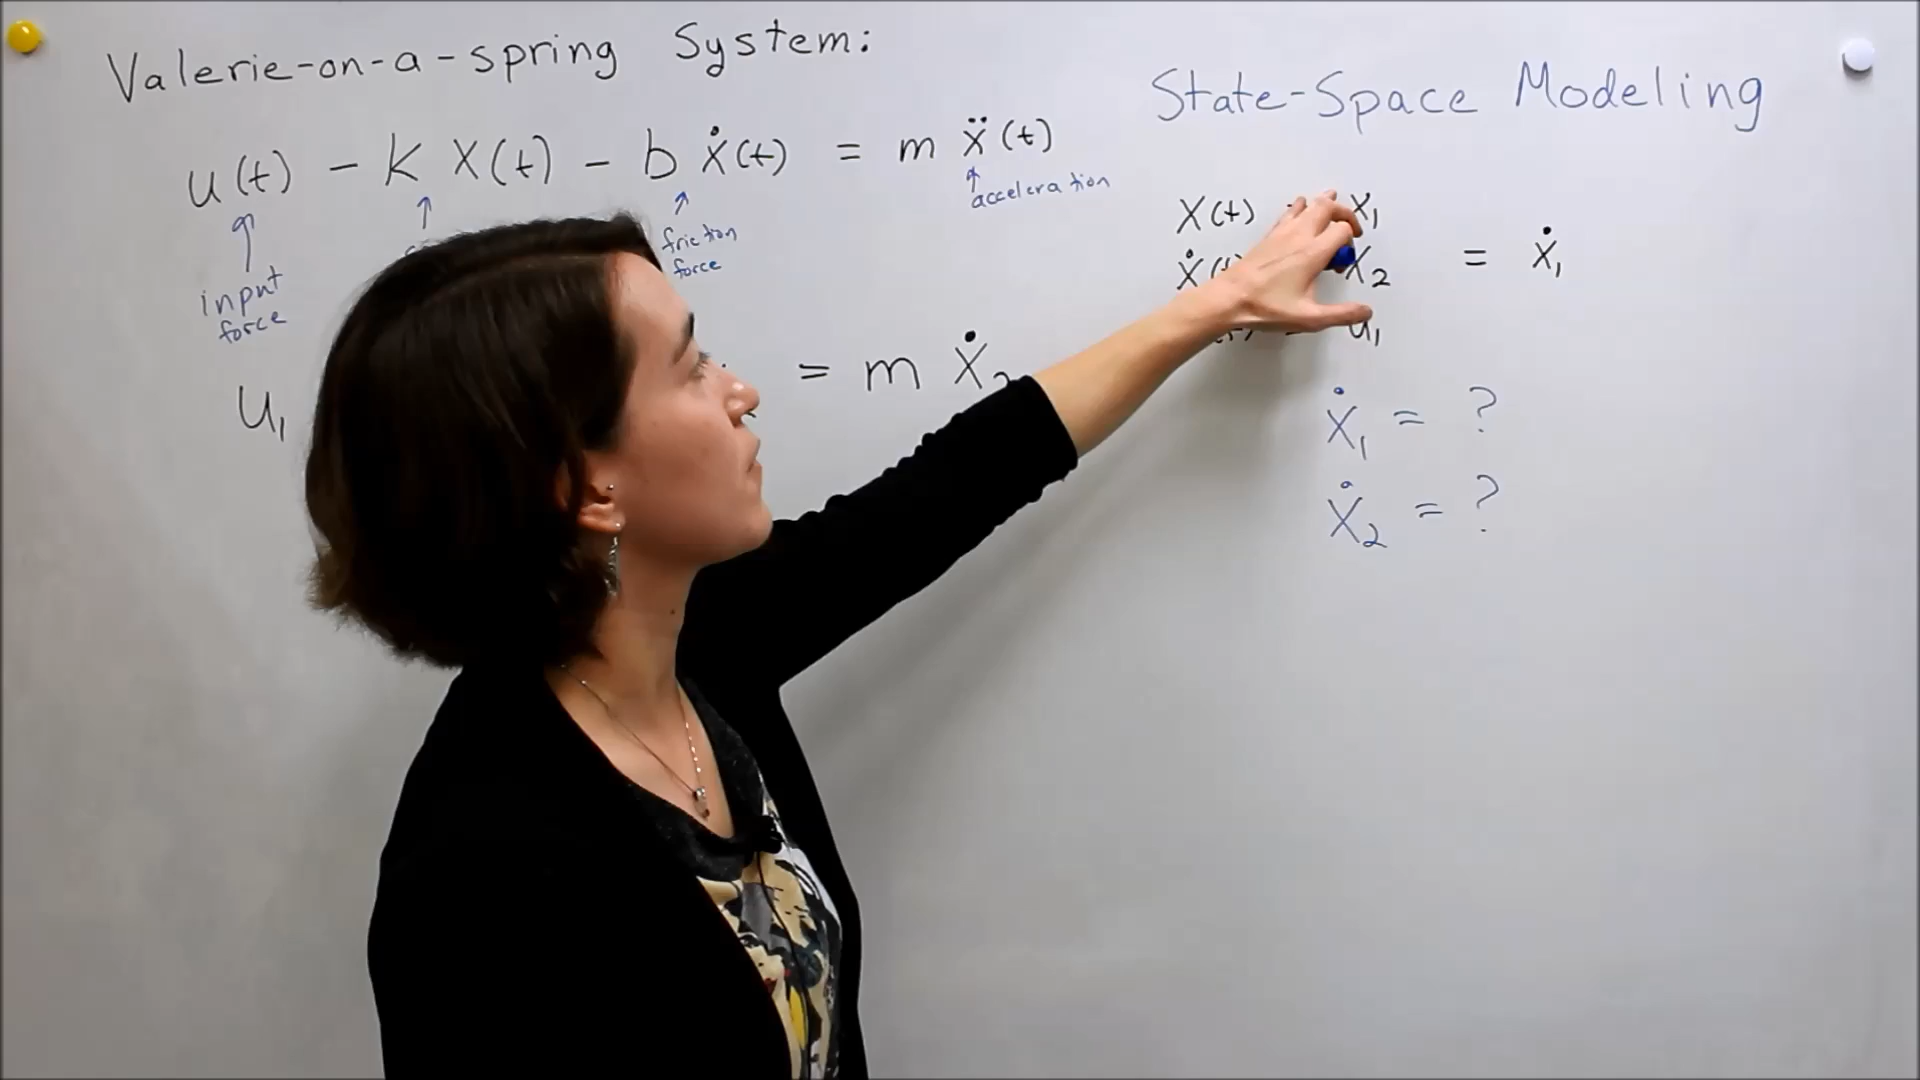 Valerie-on-a-spring System:
u(t) - k x(t) - b ẋ(t) = m ẍ(t)
input force
friction force
acceleration
u₁ = m ẋ₂
State-Space Modeling
x(t) x₁
ẋ(t) x₂ = ẋ₁
= u₁
ẋ₁ = ?
ẋ₂ = ?